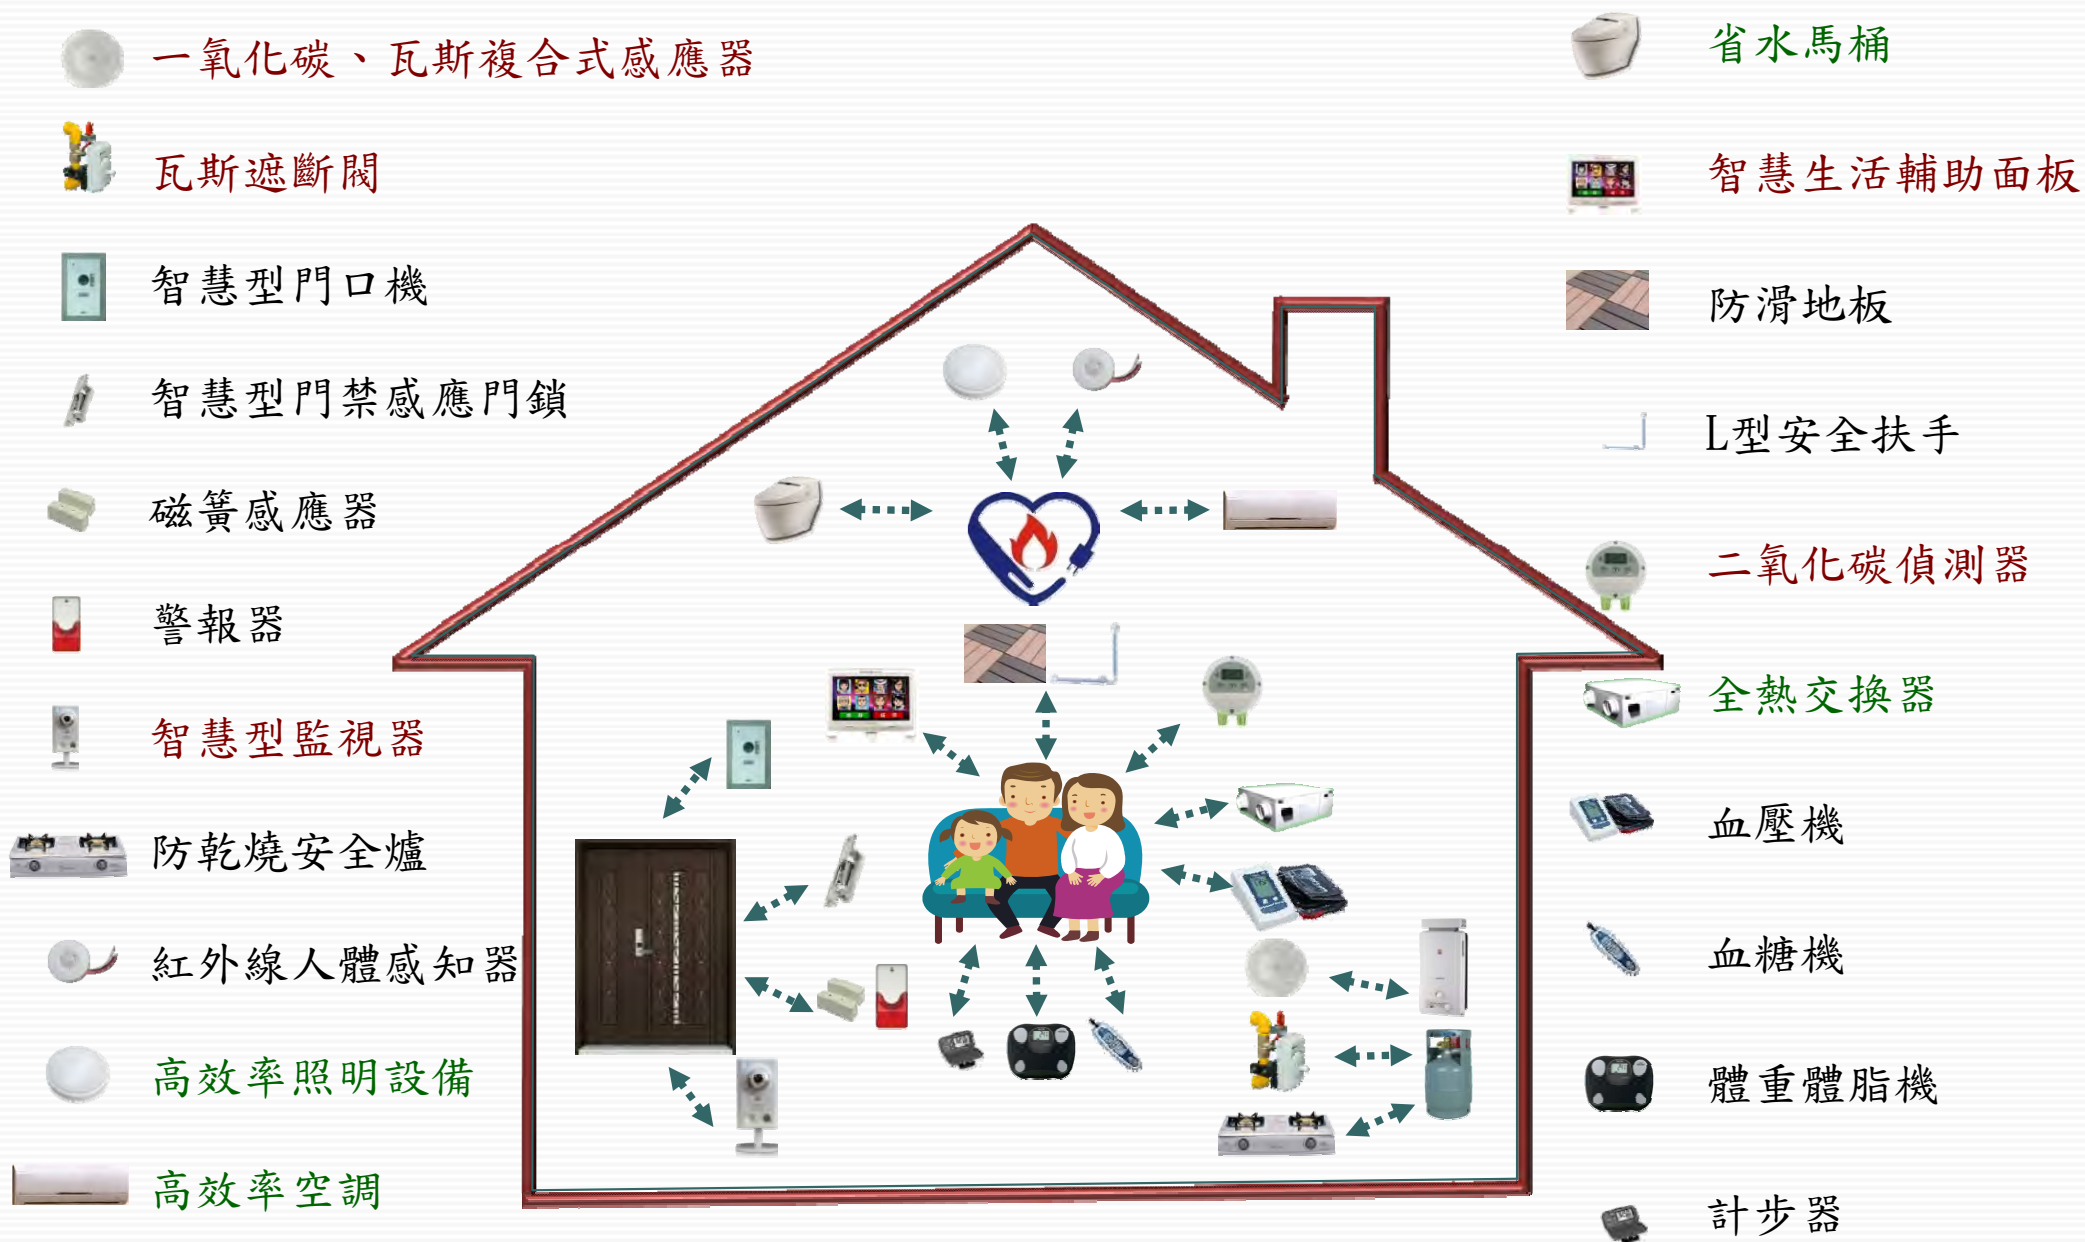 一氧化碳、瓦斯複合式感應器
瓦斯遮斷閥
智慧型門口機
智慧型門禁感應門鎖
磁簧感應器
警報器
智慧型監視器
防乾燒安全爐
紅外線人體感知器
高效率照明設備
高效率空調
省水馬桶
智慧生活輔助面板
防滑地板
L型安全扶手
二氧化碳偵測器
全熱交換器
血壓機
血糖機
體重體脂機
計步器